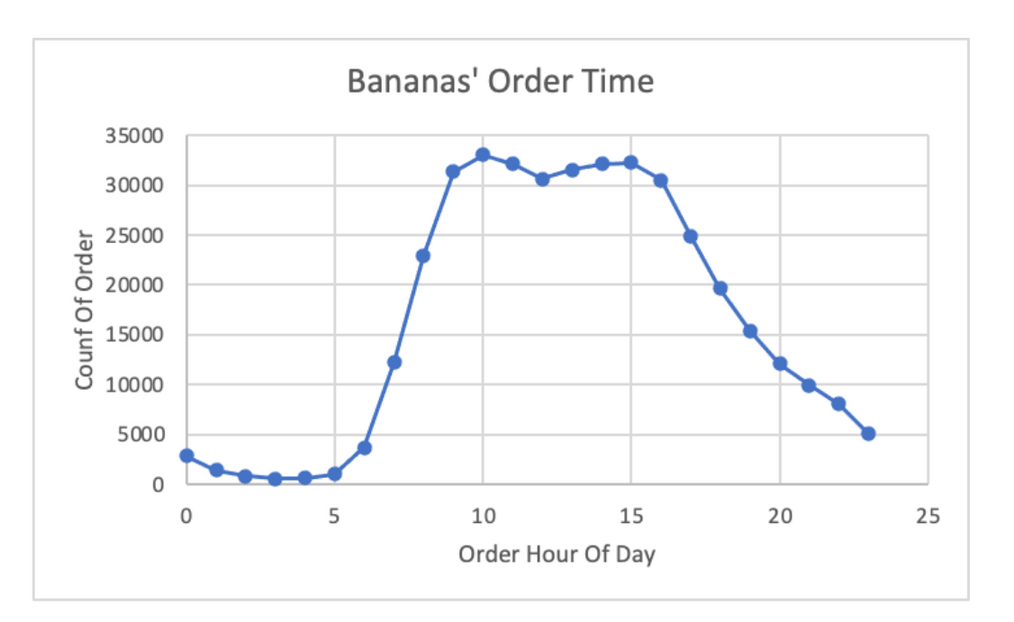 Bananas' Order Time
35000
30000
25000
20000
15000
10000
5000
0
Counf Of Order
0 5 10 15 20 25
Order Hour Of Day